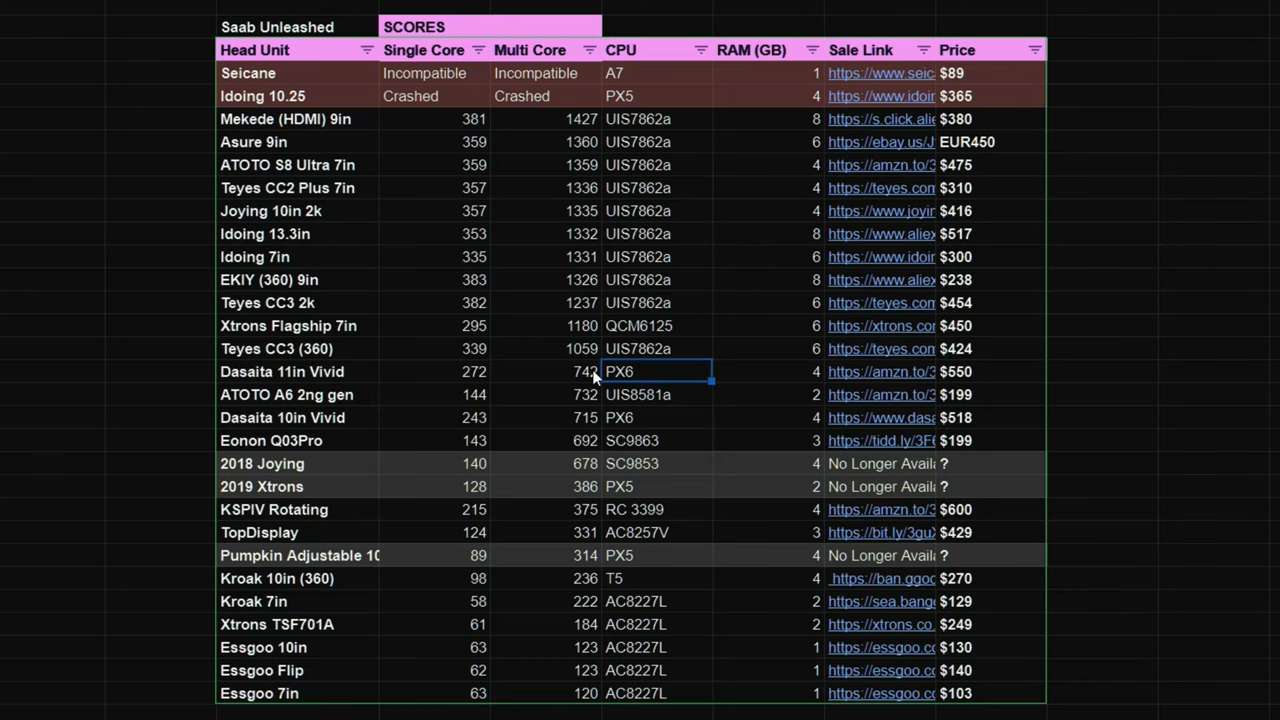 Saab Unleashed SCORES
Head Unit Single Core Multi Core CPU RAM (GB) Sale Link Price
Seicane Incompatible Incompatible A7 1 https://www.seic $89
Idoing 10.25 Crashed Crashed PX5 4 https://www.idoin $365
Mekede (HDMI) 9in 381 1427 UIS7862a 8 https://s.click.alie $380
Asure 9in 359 1360 UIS7862a 6 https://ebay.us/J EUR450
ATOTO S8 Ultra 7in 359 1359 UIS7862a 4 https://amzn.to/3 $475
Teyes CC2 Plus 7in 357 1336 UIS7862a 4 https://teyes.com $310
Joying 10in 2k 357 1335 UIS7862a 4 https://www.joyin $416
Idoing 13.3in 353 1332 UIS7862a 8 https://www.aliex $517
Idoing 7in 335 1331 UIS7862a 6 https://www.idoin $300
EKIY (360) 9in 383 1326 UIS7862a 8 https://www.aliex $238
Teyes CC3 2k 382 1237 UIS7862a 6 https://teyes.com $454
Xtrons Flagship 7in 295 1180 QCM6125 6 https://xtrons.co $450
Teyes CC3 (360) 339 1059 UIS7862a 6 https://teyes.com $424
Dasaita 11in Vivid 272 742 PX6 4 https://amzn.to/3 $550
ATOTO A6 2ng gen 144 732 UIS8581a 2 https://amzn.to/3 $199
Dasaita 10in Vivid 243 715 PX6 4 https://www.dasa $518
Eonon Q03Pro 143 692 SC9863 3 https://tidd.ly/3F6 $199
2018 Joying 140 678 SC9853 4 No Longer Avail ?
2019 Xtrons 128 386 PX5 2 No Longer Avail ?
KSPIV Rotating 215 375 RC 3399 4 https://amzn.to/3 $600
TopDisplay 124 331 AC8257V 3 https://bit.ly/3gu $429
Pumpkin Adjustable 10 89 314 PX5 4 No Longer Avail ?
Kroak 10in (360) 98 236 T5 4 https://ban.ggoo $270
Kroak 7in 58 222 AC8227L 2 https://sea.bang $129
Xtrons TSF701A 61 184 AC8227L 2 https://xtrons.co. $249
Essgoo 10in 63 123 AC8227L 1 https://essgoo.co $130
Essgoo Flip 62 123 AC8227L 1 https://essgoo.co $140
Essgoo 7in 63 120 AC8227L 1 https://essgoo.co $103